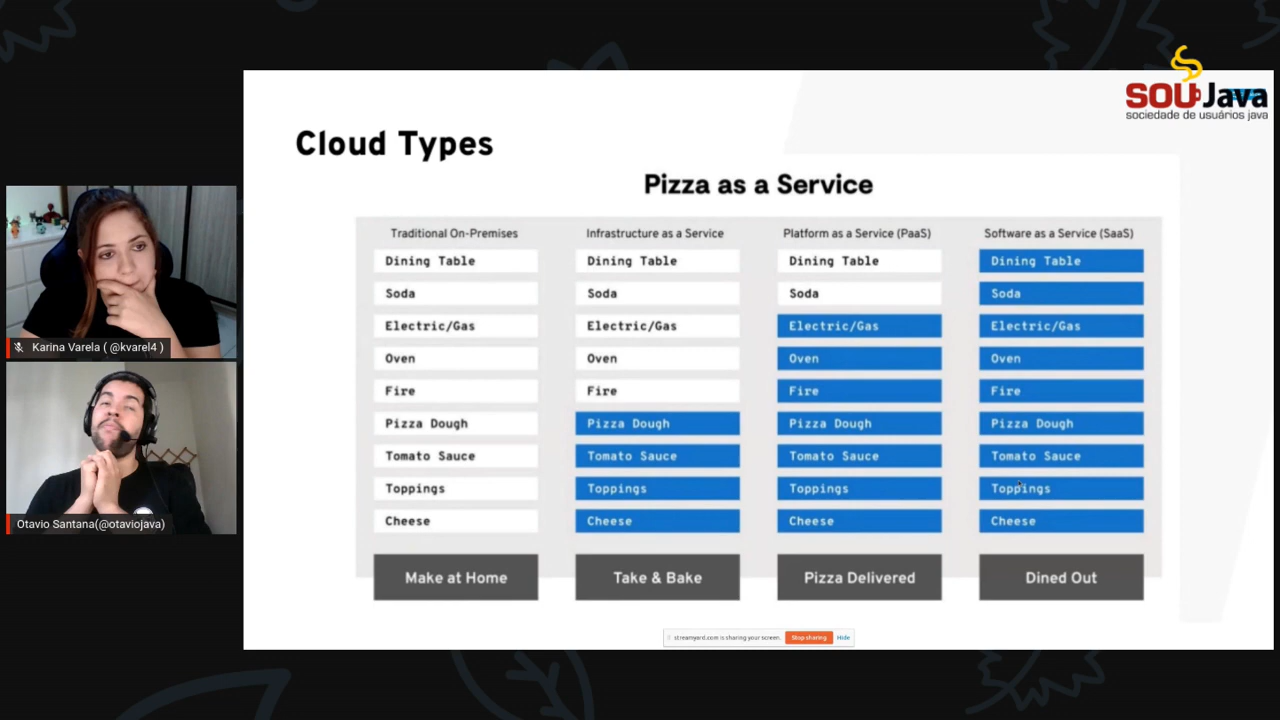 SOUJava
sociedade de usuários java
Cloud Types
Pizza as a Service
Traditional On-Premises
Dining Table
Soda
Electric/Gas
Oven
Fire
Pizza Dough
Tomato Sauce
Toppings
Cheese
Make at Home
Infrastructure as a Service
Dining Table
Soda
Electric/Gas
Oven
Fire
Pizza Dough
Tomato Sauce
Toppings
Cheese
Take & Bake
Platform as a Service (PaaS)
Dining Table
Soda
Electric/Gas
Oven
Fire
Pizza Dough
Tomato Sauce
Toppings
Cheese
Pizza Delivered
Software as a Service (SaaS)
Dining Table
Soda
Electric/Gas
Oven
Fire
Pizza Dough
Tomato Sauce
Toppings
Cheese
Dined Out
Karina Varela ( @kvarel4 )
Otavio Santana(@otaviojava)
streamyard.com is sharing your screen. Stop sharing Hide